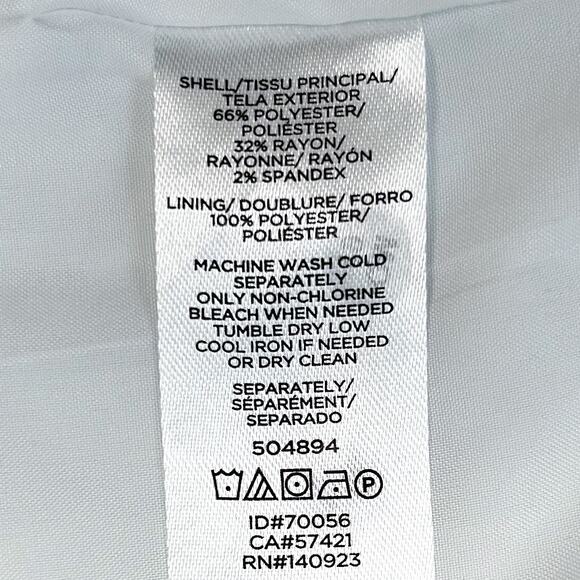 SHELL/TISSU PRINCIPAL/
TELA EXTERIOR
66% POLYESTER/
POLIÉSTER
32% RAYON/
RAYONNE/ RAYÓN
2% SPANDEX
LINING/ DOUBLURE/ FORRO
100% POLYESTER/
POLIÉSTER
MACHINE WASH COLD
SEPARATELY
ONLY NON-CHLORINE
BLEACH WHEN NEEDED
TUMBLE DRY LOW
COOL IRON IF NEEDED
OR DRY CLEAN
SEPARATELY/
SÉPARÉMENT/
SEPARADO
504894
P
ID#70056
CA#57421
RN#140923